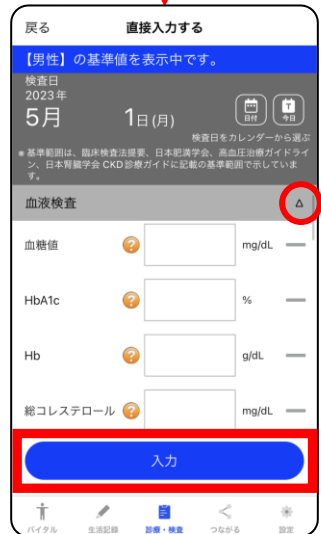 戻る 直接入力する
【男性】の基準値を表示中です。
検査日
2023年
5月 1日(月) 日付 今日
検査日をカレンダーから選ぶ
※基準範囲は、臨床検査法提要、日本肥満学会、高血圧治療ガイドライ
ン、日本腎臓学会 CKD診療ガイドに記載の基準範囲で示していま
す。
血液検査 △
血糖値 ? mg/dL
HbA1c ? %
Hb ? g/dL
総コレステロール ? mg/dL
入力
バイタル 生活記録 診療・検査 つながる 設定